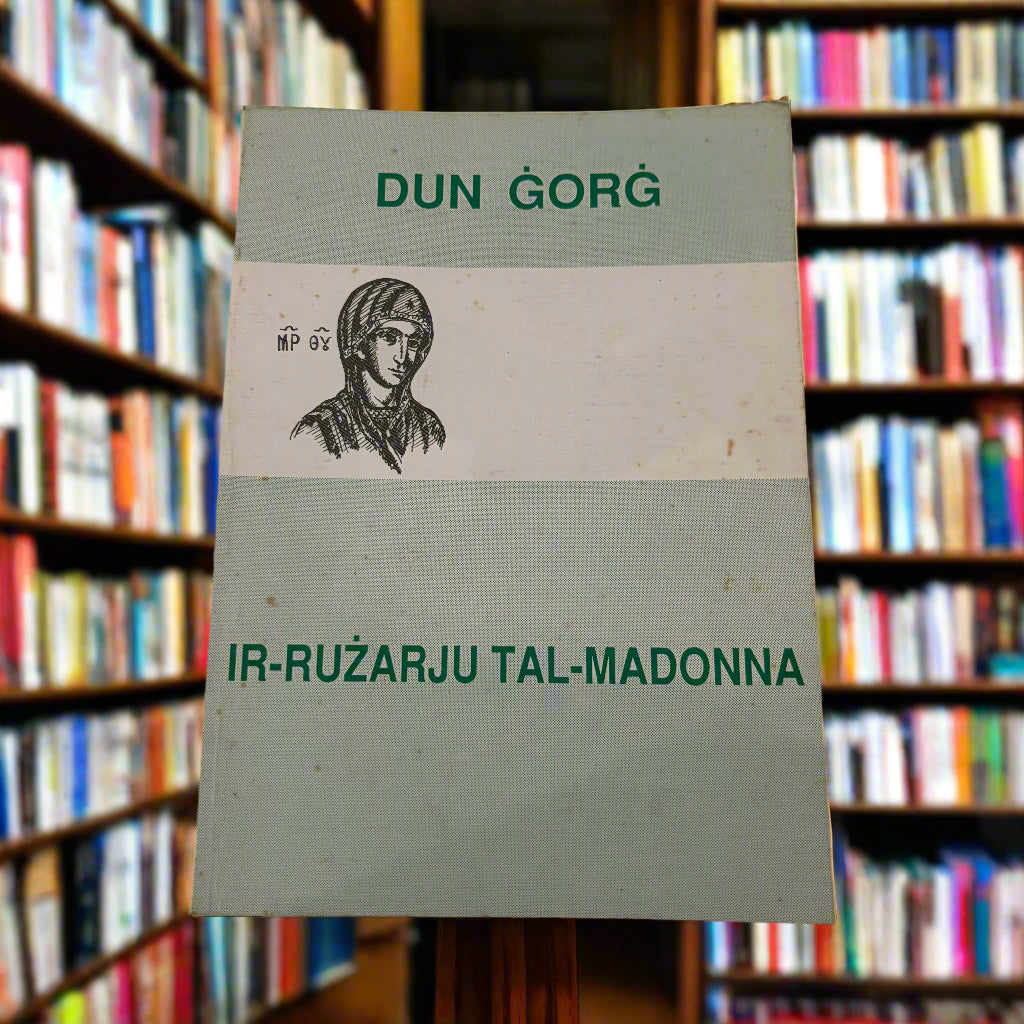 DUN ĠORĠ
ΜΡ ΘΥ
IR-RUŻARJU TAL-MADONNA